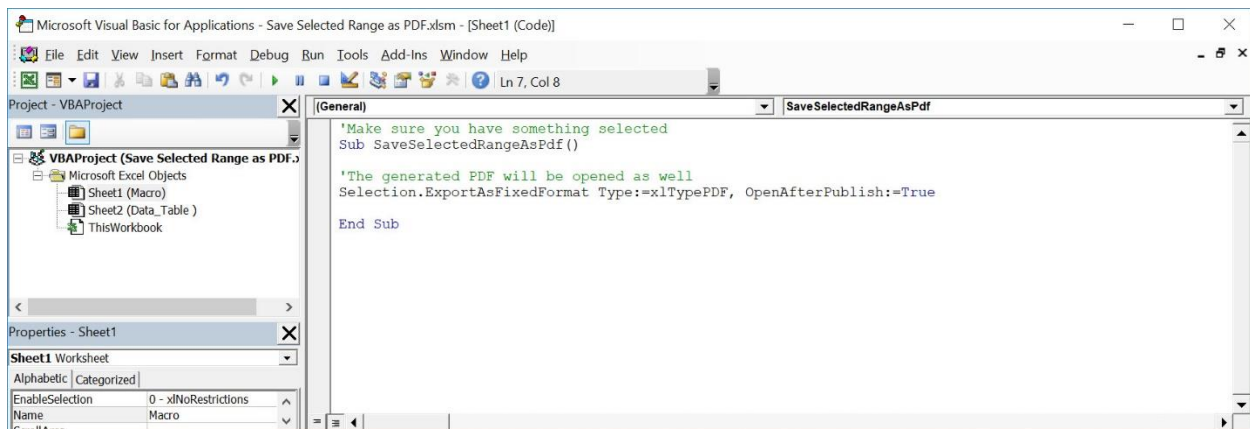 Microsoft Visual Basic for Applications - Save Selected Range as PDF.xlsm - [Sheet1 (Code)]
File Edit View Insert Format Debug Run Tools Add-Ins Window Help
Ln 7, Col 8
Project - VBAProject
(General)
SaveSelectedRangeAsPdf
VBAProject (Save Selected Range as PDF.x
Microsoft Excel Objects
Sheet1 (Macro)
Sheet2 (Data_Table )
ThisWorkbook
'Make sure you have something selected
Sub SaveSelectedRangeAsPdf()
'The generated PDF will be opened as well
Selection.ExportAsFixedFormat Type:=xlTypePDF, OpenAfterPublish:=True
End Sub
Properties - Sheet1
Sheet1 Worksheet
Alphabetic Categorized
EnableSelection 0 - xlNoRestrictions
Name Macro